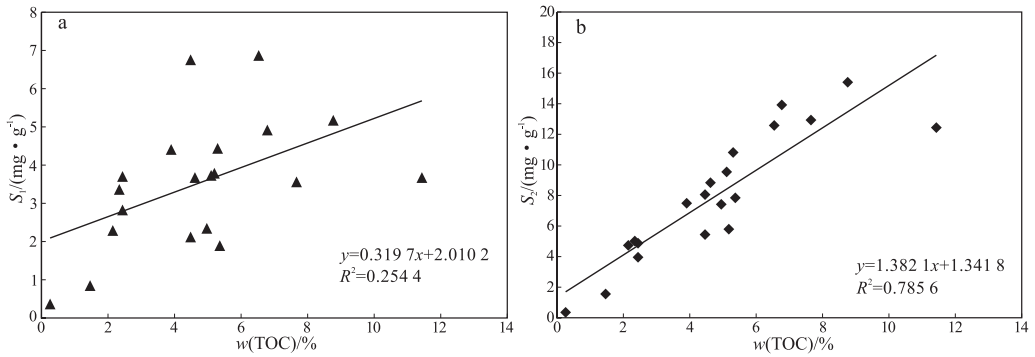 a
8
7
6
5
4
3
2
1
0
S₁/(mg • g⁻¹)
y=0.319 7x+2.010 2
R²=0.254 4
0 2 4 6 8 10 12 14
w(TOC)/%
b
20
18
16
14
12
10
8
6
4
2
0
S₂/(mg • g⁻¹)
y=1.382 1x+1.341 8
R²=0.785 6
0 2 4 6 8 10 12 14
w(TOC)/%